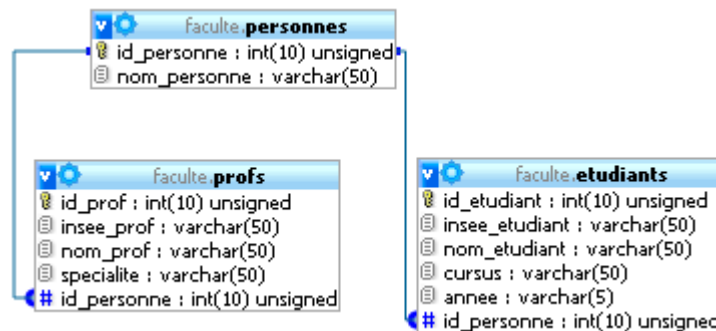 faculte.personnes
id_personne : int(10) unsigned
nom_personne : varchar(50)
faculte.profs
id_prof : int(10) unsigned
insee_prof : varchar(50)
nom_prof : varchar(50)
specialite : varchar(50)
# id_personne : int(10) unsigned
faculte.etudiants
id_etudiant : int(10) unsigned
insee_etudiant : varchar(50)
nom_etudiant : varchar(50)
cursus : varchar(50)
annee : varchar(5)
# id_personne : int(10) unsigned